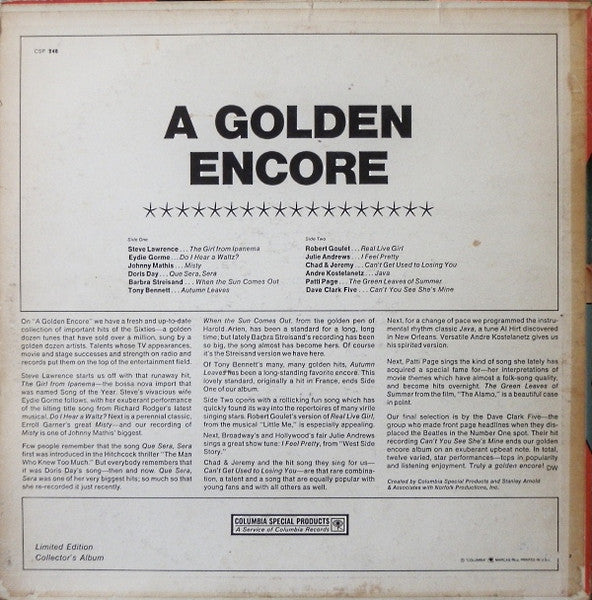 CSP 246
A GOLDEN
ENCORE
Side One
Steve Lawrence...The Girl from Ipanema
Eydie Gorme...Do I Hear a Waltz?
Johnny Mathis...Misty
Doris Day...Que Sera, Sera
Barbra Streisand...When the Sun Comes Out
Tony Bennett...Autumn Leaves
Side Two
Robert Goulet...Real Live Girl
Julie Andrews...I Feel Pretty
Chad & Jeremy...Can't Get Used to Losing You
Andre Kostelanetz...Java
Patti Page...The Green Leaves of Summer
Dave Clark Five...Can't You See She's Mine
On "A Golden Encore" we have a fresh and up-to-date
collection of important hits of the Sixties—a golden
dozen tunes that have sold over a million, sung by a
golden dozen artists. Talents whose TV appearances,
movie and stage successes and strength on radio and
records put them on the top of the entertainment field.
Steve Lawrence starts us off with that runaway hit,
The Girl from Ipanema—the bossa nova import that
was named Song of the Year. Steve's vivacious wife
Eydie Gorme follows, with her exuberant performance
of the lilting title song from Richard Rodger's latest
musical, Do I Hear a Waltz? Next is a perennial classic,
Erroll Garner's great Misty—and our recording of
Misty is one of Johnny Mathis' biggest.
Few people remember that the song Que Sera, Sera
first was introduced in the Hitchcock thriller "The Man
Who Knew Too Much." But everybody remembers that
it was Doris Day's song—then and now. Que Sera,
Sera was one of her very biggest hits; so much so that
she re-recorded it just recently.
When the Sun Comes Out, from the golden pen of
Harold Arlen, has been a standard for a long, long
time; but lately Barbra Streisand's recording has been
so big, the song almost has become hers. Of course
it's the Streisand version we have here.
Of Tony Bennett's many, many golden hits, Autumn
Leaves has been a long-standing favorite encore. This
lovely standard, originally a hit in France, ends Side
One of our album.
Side Two opens with a rollicking fun song which has
quickly found its way into the repertoires of many virile
singing stars. Robert Goulet's version of Real Live Girl,
from the musical "Little Me," is especially appealing.
Next, Broadway's and Hollywood's fair Julie Andrews
sings a great show tune: I Feel Pretty, from "West Side
Story."
Chad & Jeremy and the hit song they sing for us—
Can't Get Used to Losing You—are that rare combina-
tion, a talent and a song that are equally popular with
young fans and with all others as well.
Next, for a change of pace we programmed the instru-
mental rhythm classic Java, a tune Al Hirt discovered
in New Orleans. Versatile Andre Kostelanetz gives us
his spirited version.
Next, Patti Page sings the kind of song she lately has
acquired a special fame for—her interpretations of
movie themes which have almost a folk-song quality,
and become hits overnight. The Green Leaves of
Summer from the film, "The Alamo," is a beautiful case
in point.
Our final selection is by the Dave Clark Five—the
group who made front page headlines when they dis-
placed the Beatles in the Number One spot. Their hit
recording Can't You See She's Mine ends our golden
encore album on an exuberant upbeat note. In total,
twelve varied, star performances—tops in popularity
and listening enjoyment. Truly a golden encore! DW
Created by Columbia Special Products and Stanley Arnold
& Associates with Norfolk Productions, Inc.
COLUMBIA SPECIAL PRODUCTS
A Service of Columbia Records
Limited Edition
Collector's Album
© "COLUMBIA" MARCAS REG. PRINTED IN U.S.A.